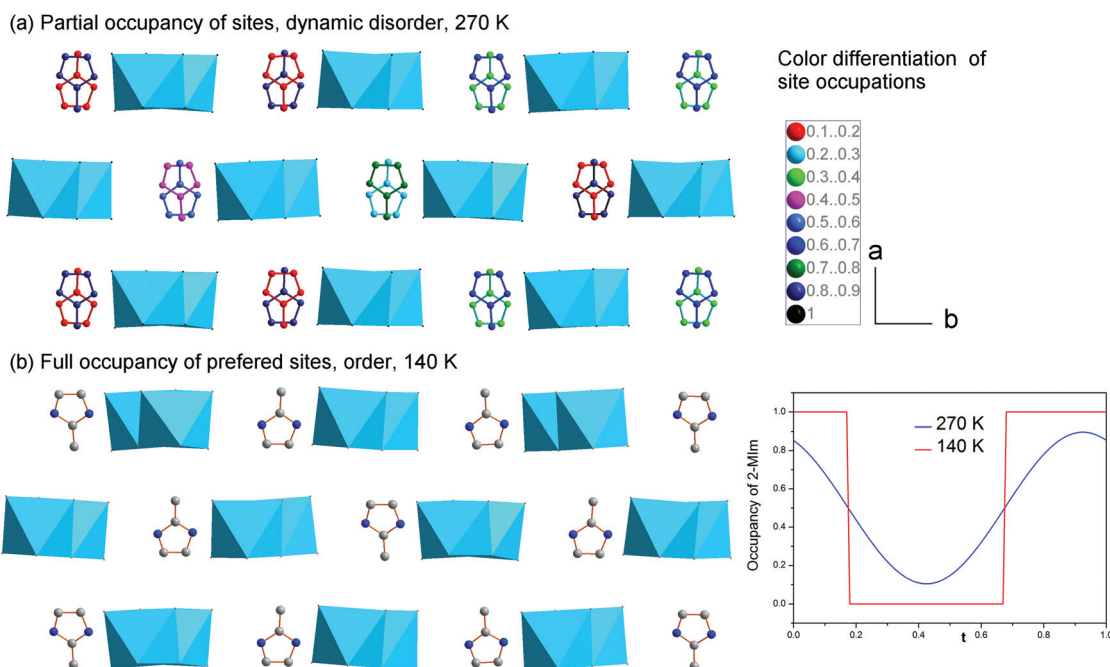 (a) Partial occupancy of sites, dynamic disorder, 270 K
Color differentiation of
site occupations
0.1..0.2
0.2..0.3
0.3..0.4
0.4..0.5
0.5..0.6
0.6..0.7
0.7..0.8
0.8..0.9
1
a
b
(b) Full occupancy of prefered sites, order, 140 K
Occupancy of 2-MIm
1.0
0.8
0.6
0.4
0.2
0.0
270 K
140 K
0.0 0.2 0.4 0.6 0.8 1.0
t